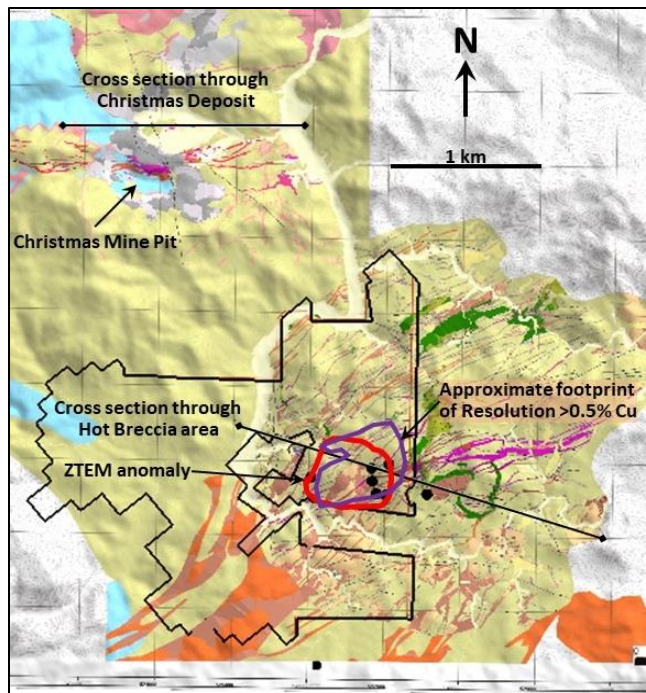 Cross section through
Christmas Deposit
N
1 km
Christmas Mine Pit
Approximate footprint
of Resolution >0.5% Cu
Cross section through
Hot Breccia area
ZTEM anomaly